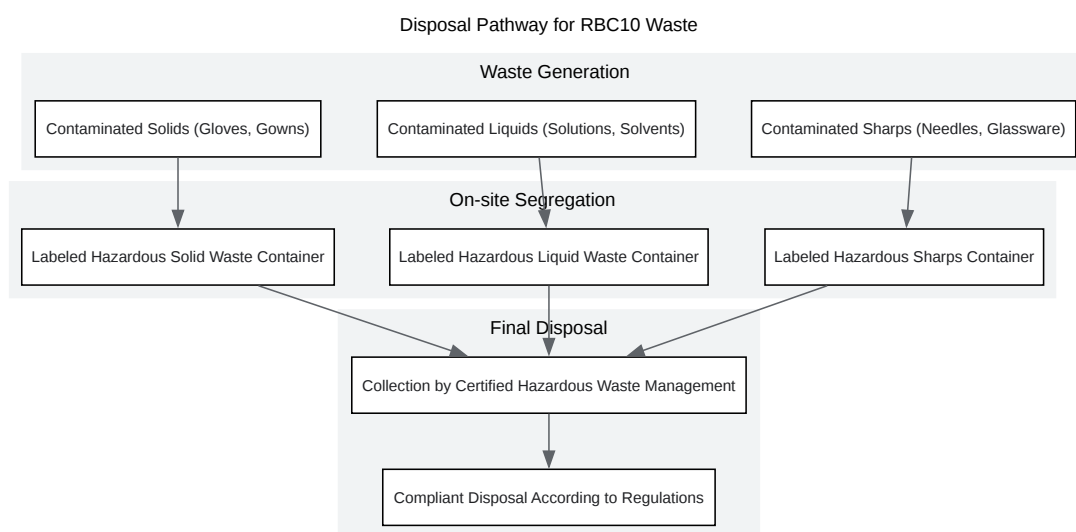 Disposal Pathway for RBC10 Waste
Waste Generation
Contaminated Solids (Gloves, Gowns)
Contaminated Liquids (Solutions, Solvents)
Contaminated Sharps (Needles, Glassware)
On-site Segregation
Labeled Hazardous Solid Waste Container
Labeled Hazardous Liquid Waste Container
Labeled Hazardous Sharps Container
Final Disposal
Collection by Certified Hazardous Waste Management
Compliant Disposal According to Regulations